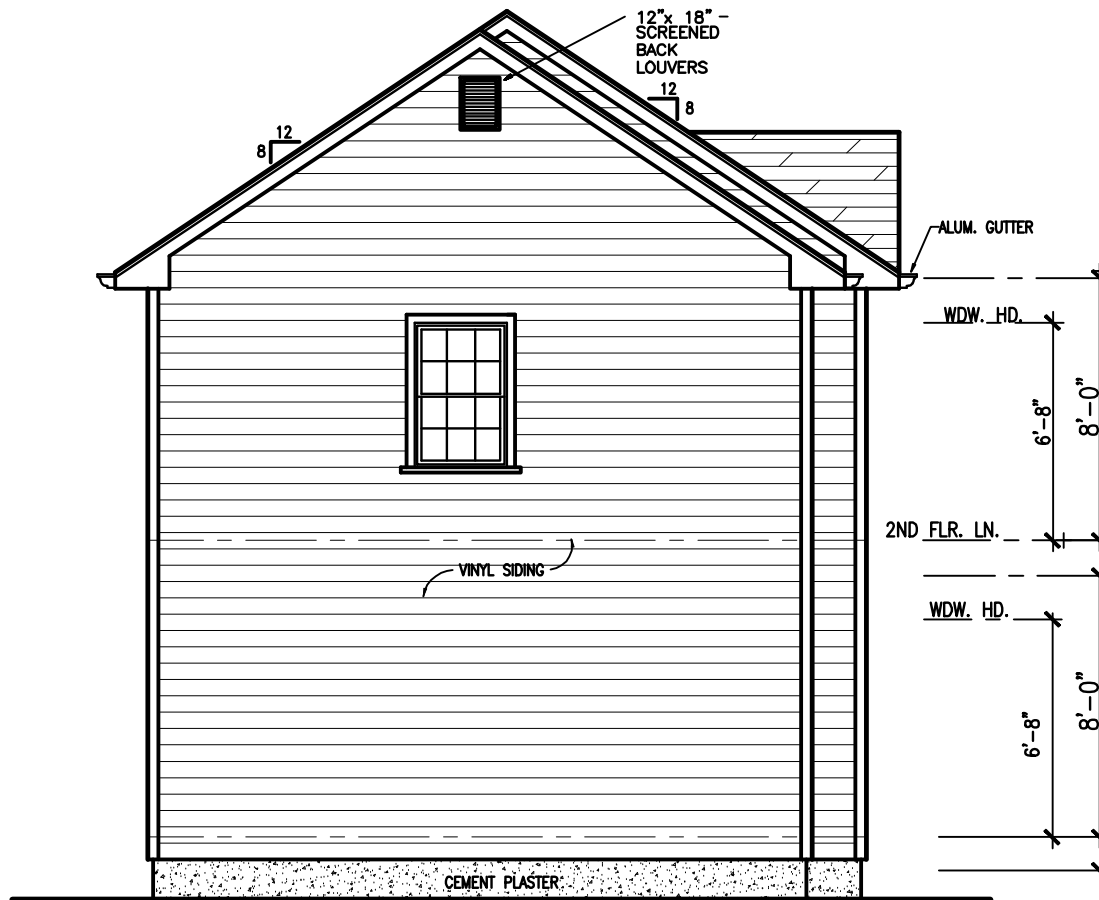 12"x 18" -
SCREENED
BACK
LOUVERS
12
8
12
8
ALUM. GUTTER
WDW. HD.
6'-8"
8'-0"
2ND FLR. LN.
VINYL SIDING
WDW. HD.
6'-8"
8'-0"
CEMENT PLASTER